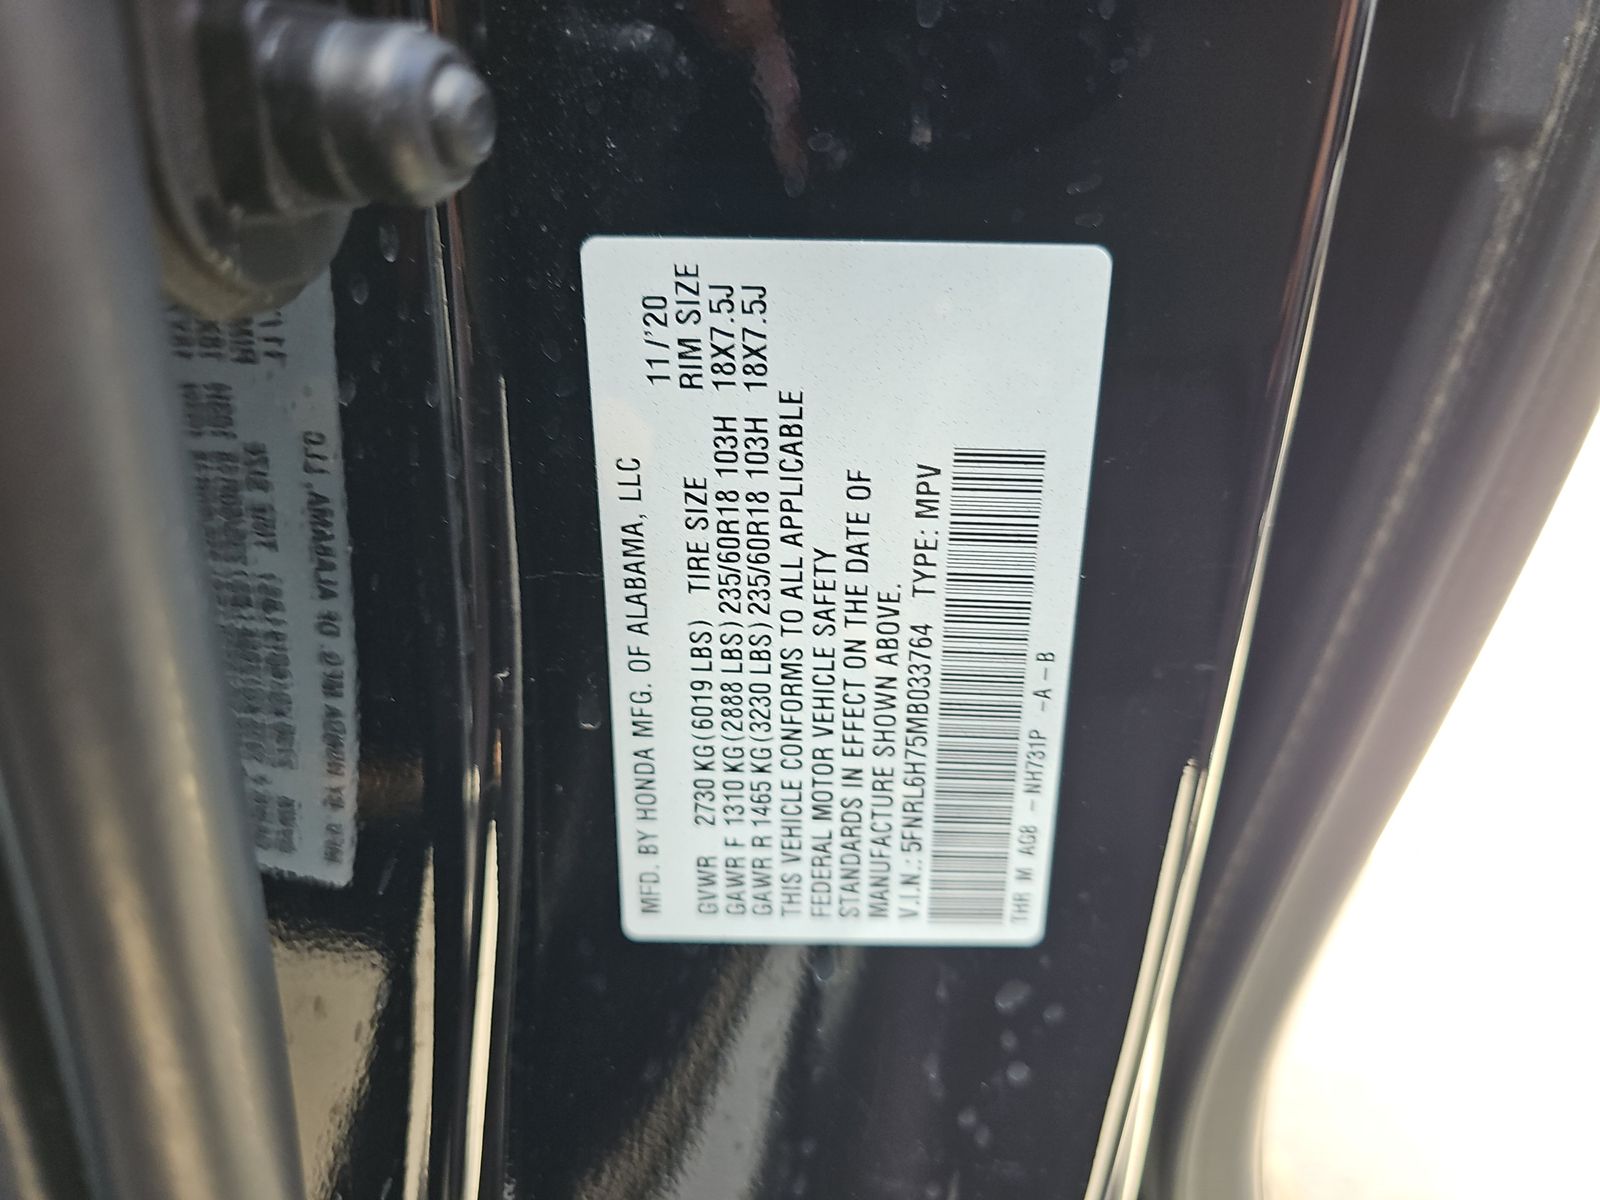 MFD. BY HONDA MFG. OF ALABAMA, LLC 11/'20
GVWR 2730 KG (6019 LBS) TIRE SIZE RIM SIZE
GAWR F 1310 KG (2888 LBS) 235/60R18 103H 18X7.5J
GAWR R 1465 KG (3230 LBS) 235/60R18 103H 18X7.5J
THIS VEHICLE CONFORMS TO ALL APPLICABLE
FEDERAL MOTOR VEHICLE SAFETY
STANDARDS IN EFFECT ON THE DATE OF
MANUFACTURE SHOWN ABOVE.
V.I.N.: 5FNRL6H75MB033764 TYPE: MPV
THR M AG8 - NH731P - A - B